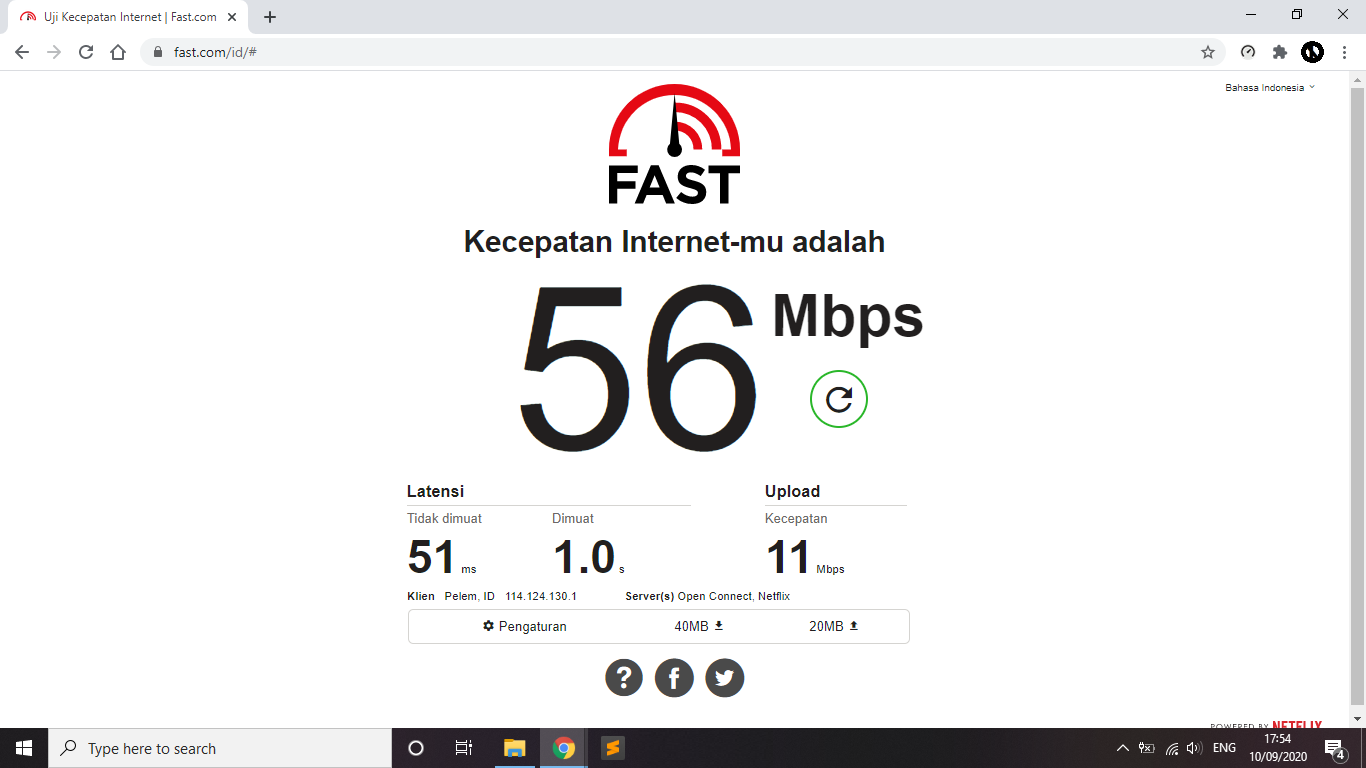 Uji Kecepatan Internet | Fast.com
fast.com/id/#
Bahasa Indonesia
FAST
Kecepatan Internet-mu adalah
56 Mbps
Latensi Upload
Tidak dimuat Dimuat Kecepatan
51 ms 1.0 s 11 Mbps
Klien Pelem, ID 114.124.130.1 Server(s) Open Connect, Netflix
Pengaturan 40MB 20MB
POWERED BY NETFLIX
Type here to search
ENG
17:54
10/09/2020
4